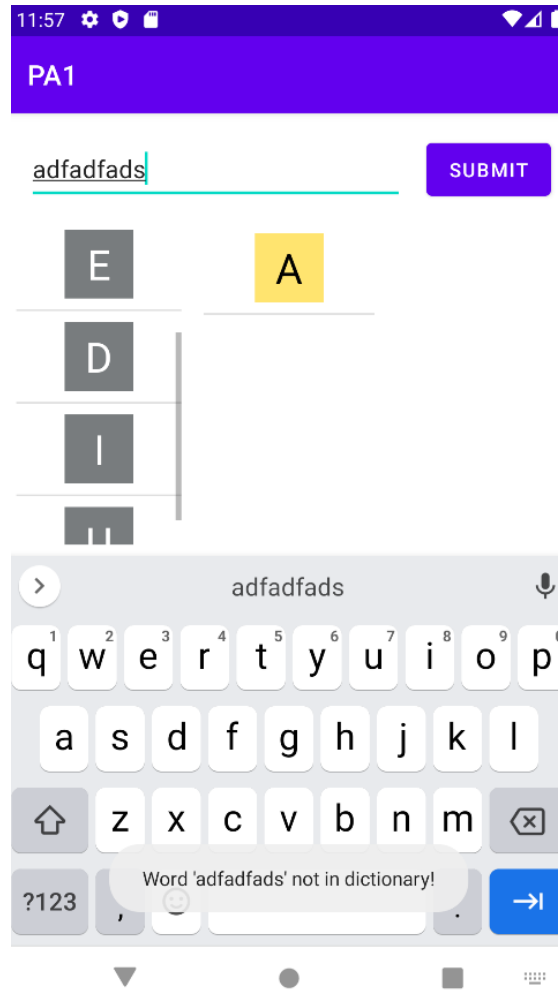 11:57
PA1
adfadfads
SUBMIT
E
A
D
I
adfadfads
1 2 3 4 5 6 7 8 9
q w e r t y u i o p
a s d f g h j k l
z x c v b n m
Word 'adfadfads' not in dictionary!
?123 , .